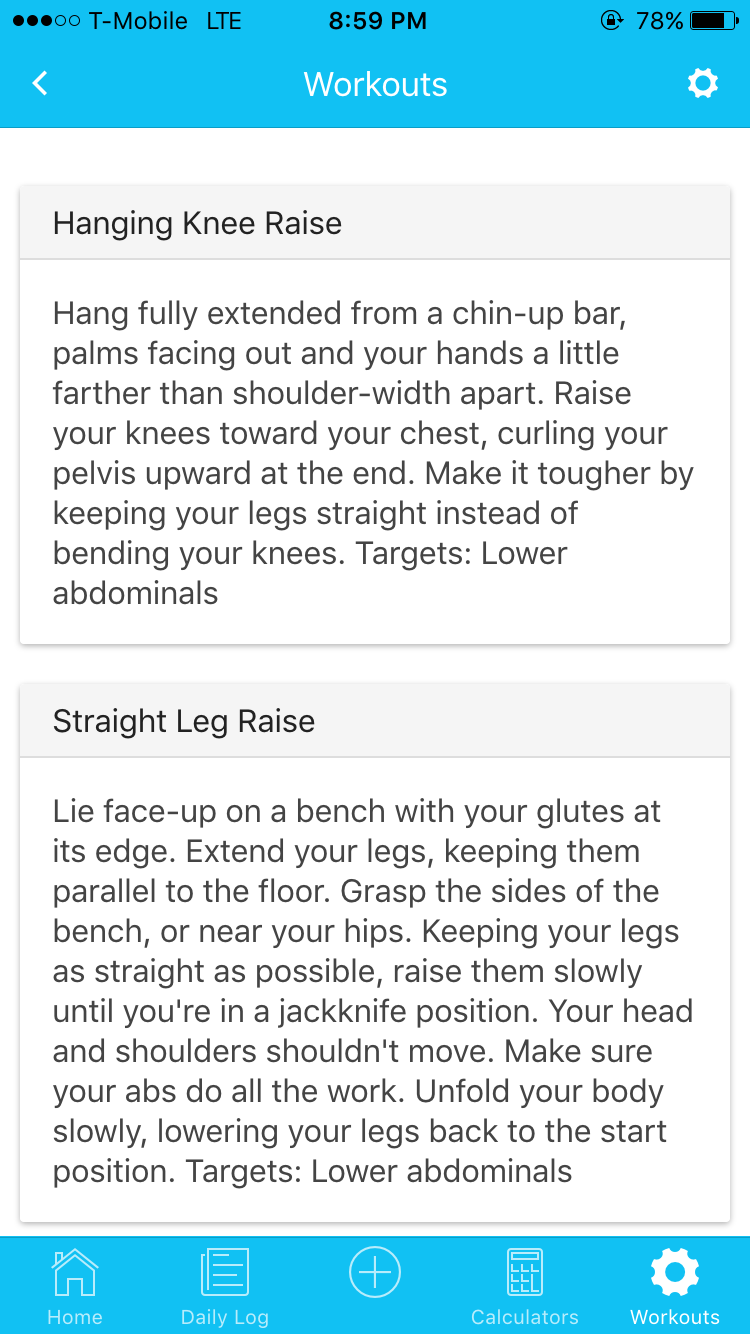 T-Mobile LTE 8:59 PM 78%
Workouts
Hanging Knee Raise
Hang fully extended from a chin-up bar,
palms facing out and your hands a little
farther than shoulder-width apart. Raise
your knees toward your chest, curling your
pelvis upward at the end. Make it tougher by
keeping your legs straight instead of
bending your knees. Targets: Lower
abdominals
Straight Leg Raise
Lie face-up on a bench with your glutes at
its edge. Extend your legs, keeping them
parallel to the floor. Grasp the sides of the
bench, or near your hips. Keeping your legs
as straight as possible, raise them slowly
until you're in a jackknife position. Your head
and shoulders shouldn't move. Make sure
your abs do all the work. Unfold your body
slowly, lowering your legs back to the start
position. Targets: Lower abdominals
Home Daily Log Calculators Workouts